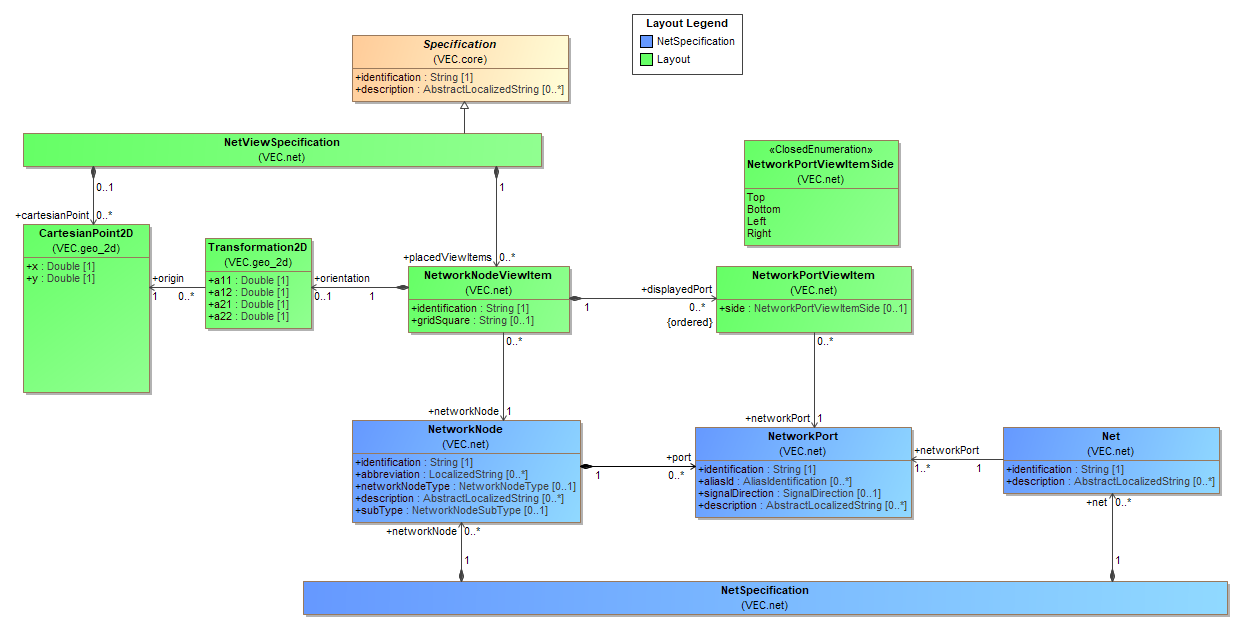 Layout Legend
NetSpecification
Layout
Specification
(VEC.core)
+identification : String [1]
+description : AbstractLocalizedString [0..*]
NetViewSpecification
(VEC.net)
0..1
+cartesianPoint
0..*
1
+placedViewItems
0..*
«ClosedEnumeration»
NetworkPortViewItemSide
(VEC.net)
Top
Bottom
Left
Right
CartesianPoint2D
(VEC.geo_2d)
+x : Double [1]
+y : Double [1]
+origin
1
0..*
Transformation2D
(VEC.geo_2d)
+a11 : Double [1]
+a12 : Double [1]
+a21 : Double [1]
+a22 : Double [1]
+orientation
0..1
1
NetworkNodeViewItem
(VEC.net)
+identification : String [1]
+gridSquare : String [0..1]
1
+displayedPort
0..*
{ordered}
NetworkPortViewItem
(VEC.net)
+side : NetworkPortViewItemSide [0..1]
0..*
+networkNode
1
0..*
+networkPort
1
NetworkNode
(VEC.net)
+identification : String [1]
+abbreviation : LocalizedString [0..*]
+networkNodeType : NetworkNodeType [0..1]
+description : AbstractLocalizedString [0..*]
+subType : NetworkNodeSubType [0..1]
1
+port
0..*
NetworkPort
(VEC.net)
+identification : String [1]
+aliasId : AliasIdentification [0..*]
+signalDirection : SignalDirection [0..1]
+description : AbstractLocalizedString [0..*]
+networkPort
1..*
1
Net
(VEC.net)
+identification : String [1]
+description : AbstractLocalizedString [0..*]
+networkNode
0..*
1
+net
0..*
1
NetSpecification
(VEC.net)